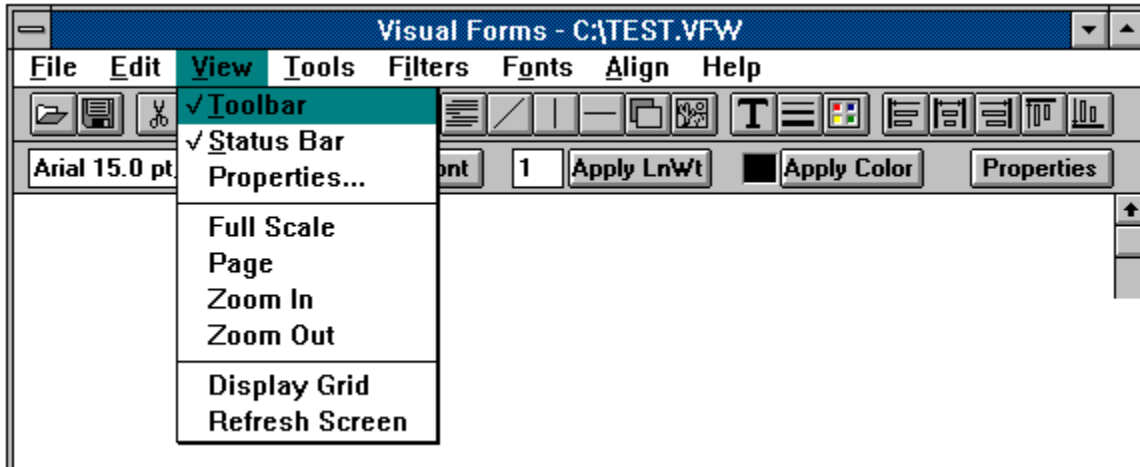 Visual Forms - C:\TEST.VFW
File Edit View Tools Filters Fonts Align Help
✓ Toolbar
T
✓ Status Bar
Arial 15.0 pt 1 Apply LnWt Apply Color Properties
Properties...
Full Scale
Page
Zoom In
Zoom Out
Display Grid
Refresh Screen